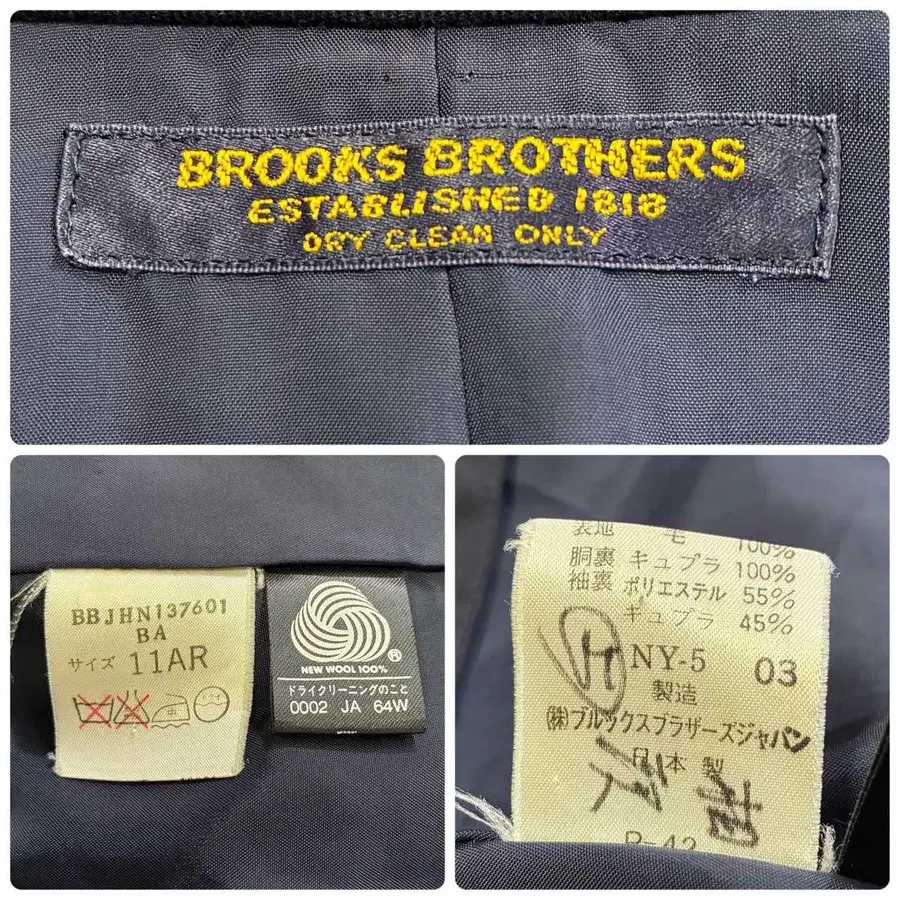 BROOKS BROTHERS
ESTABLISHED 1818
DRY CLEAN ONLY
BBJHN137601
BA
サイズ 11AR
NEW WOOL 100%
®
ドライクリーニングのこと
0002 JA 64W
表地 毛 100%
胴裏 キュプラ 100%
袖裏 ポリエステル 55%
キュプラ 45%
NY-5 03
製造
㈱ブルックスブラザーズジャパン
日本製
P-42